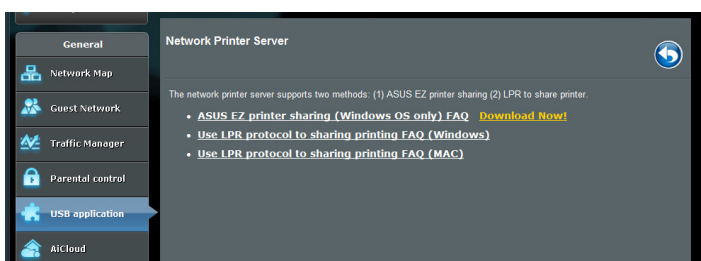 General
Network Map
Guest Network
Traffic Manager
Parental control
USB application
AiCloud
Network Printer Server
The network printer server supports two methods: (1) ASUS EZ printer sharing (2) LPR to share printer.
ASUS EZ printer sharing (Windows OS only) FAQ Download Now!
Use LPR protocol to sharing printing FAQ (Windows)
Use LPR protocol to sharing printing FAQ (MAC)